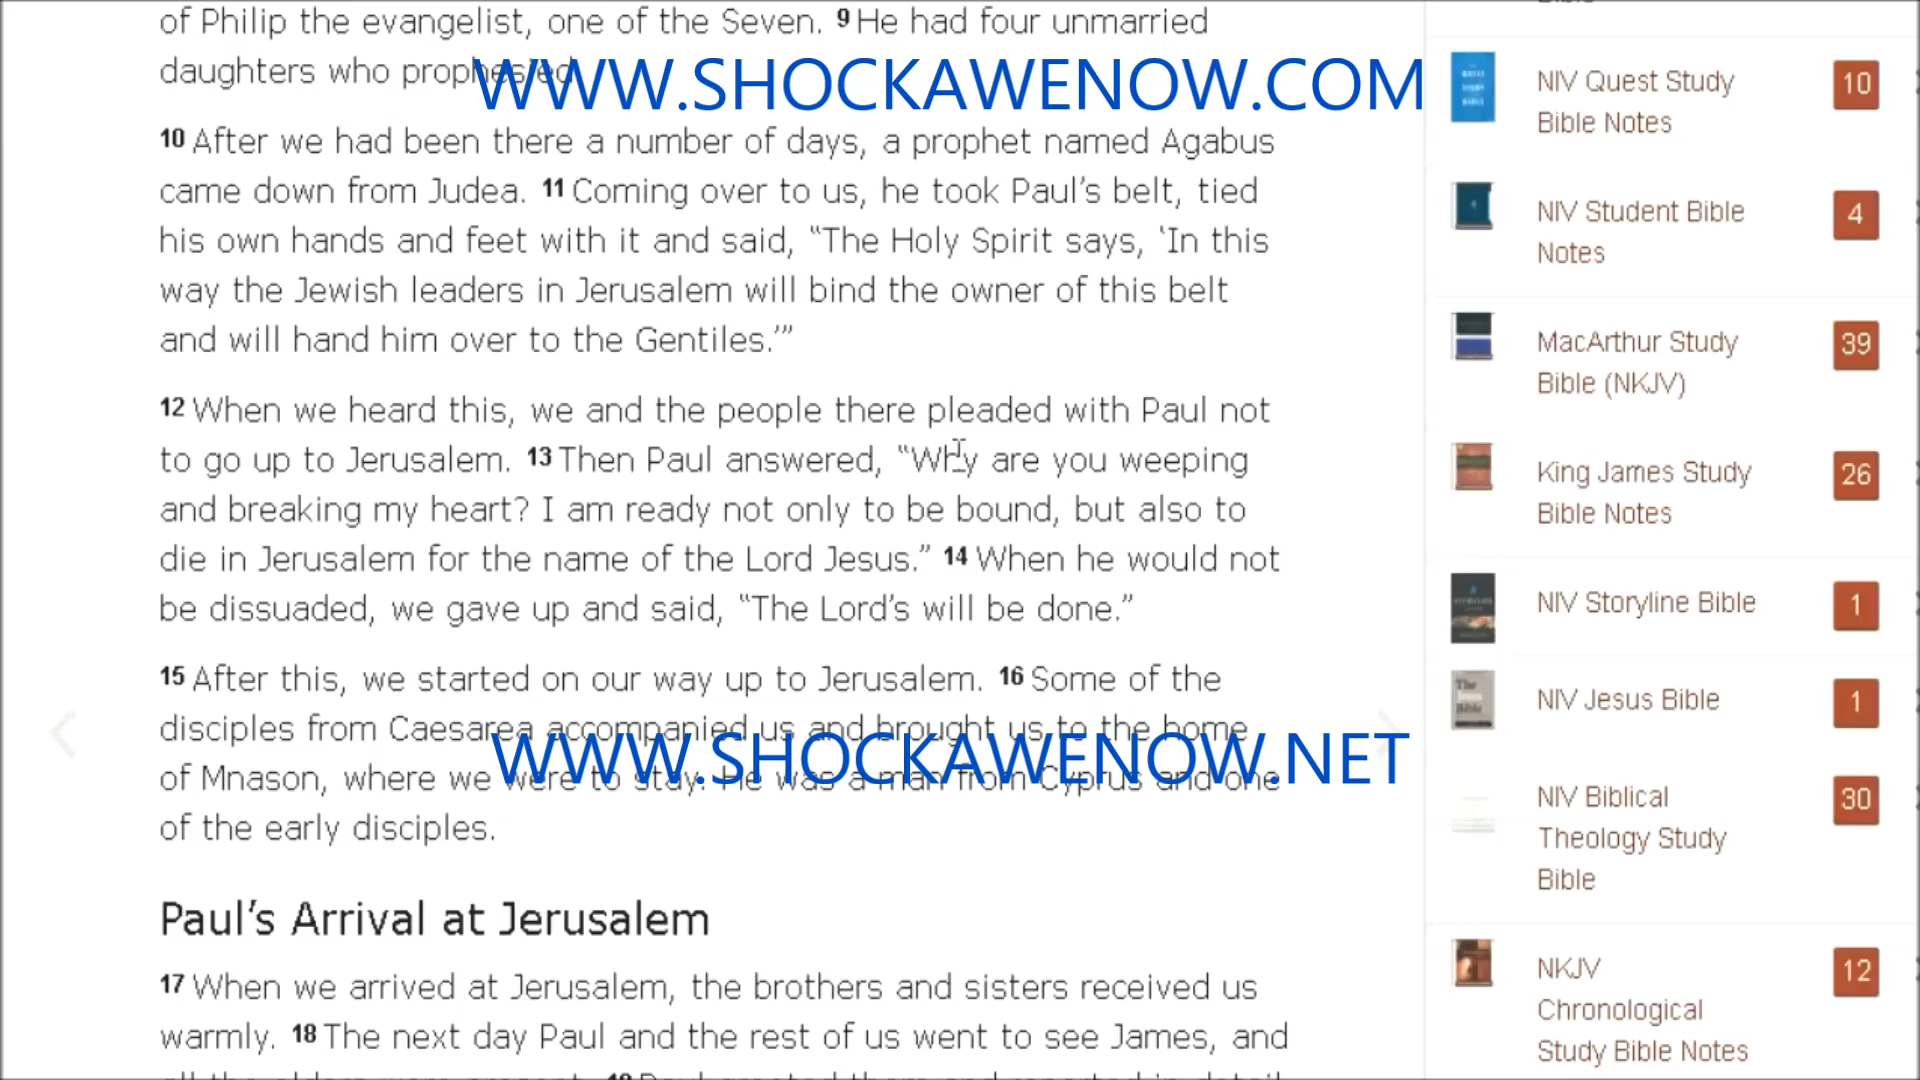 of Philip the evangelist, one of the Seven. 9 He had four unmarried
daughters who prophesied.
WWW.SHOCKAWENOW.COM
10 After we had been there a number of days, a prophet named Agabus
came down from Judea. 11 Coming over to us, he took Paul’s belt, tied
his own hands and feet with it and said, “The Holy Spirit says, ‘In this
way the Jewish leaders in Jerusalem will bind the owner of this belt
and will hand him over to the Gentiles.’”
12 When we heard this, we and the people there pleaded with Paul not
to go up to Jerusalem. 13 Then Paul answered, “Why are you weeping
and breaking my heart? I am ready not only to be bound, but also to
die in Jerusalem for the name of the Lord Jesus.” 14 When he would not
be dissuaded, we gave up and said, “The Lord’s will be done.”
15 After this, we started on our way up to Jerusalem. 16 Some of the
disciples from Caesarea accompanied us and brought us to the home
WWW.SHOCKAWENOW.NET
of Mnason, where we were to stay. He was a man from Cyprus and one
of the early disciples.
Paul’s Arrival at Jerusalem
17 When we arrived at Jerusalem, the brothers and sisters received us
warmly. 18 The next day Paul and the rest of us went to see James, and
Bible
NIV Quest Study
Bible Notes
10
NIV Student Bible
Notes
4
MacArthur Study
Bible (NKJV)
39
King James Study
Bible Notes
26
NIV Storyline Bible
1
The Jesus Bible
NIV Jesus Bible
1
NIV Biblical
Theology Study
Bible
30
NKJV
Chronological
Study Bible Notes
12